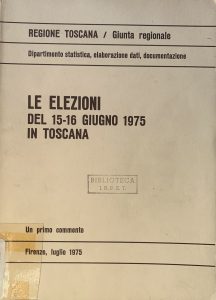 REGIONE TOSCANA / Giunta regionale
Dipartimento statistica, elaborazione dati, documentazione
LE ELEZIONI
DEL 15-16 GIUGNO 1975
IN TOSCANA
BIBLIOTECA
I.R.P.E.T.
Un primo commento
Firenze, luglio 1975